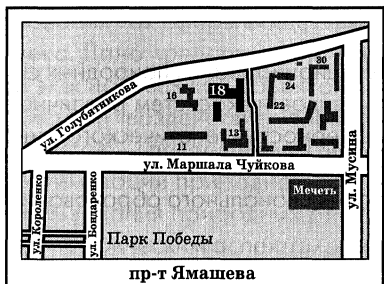 30
24
18
16
22
ул. Голубятникова
13
11
ул. Маршала Чуйкова
ул. Мусина
Мечеть
ул. Короленко
ул. Бондаренко
Парк Победы
пр-т Ямашева